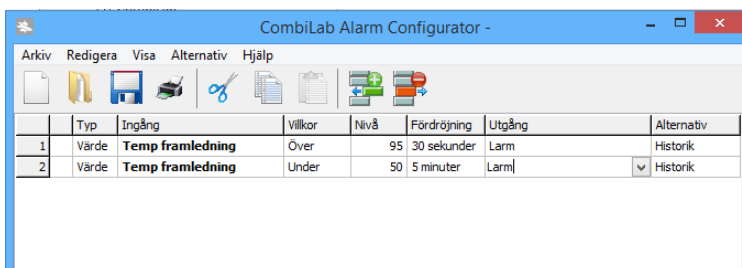 CombiLab Alarm Configurator -
Arkiv Redigera Visa Alternativ Hjälp
Typ Ingång Villkor Nivå Fördröjning Utgång Alternativ
1 Värde Temp framledning Över 95 30 sekunder Larm Historik
2 Värde Temp framledning Under 50 5 minuter Larm Historik